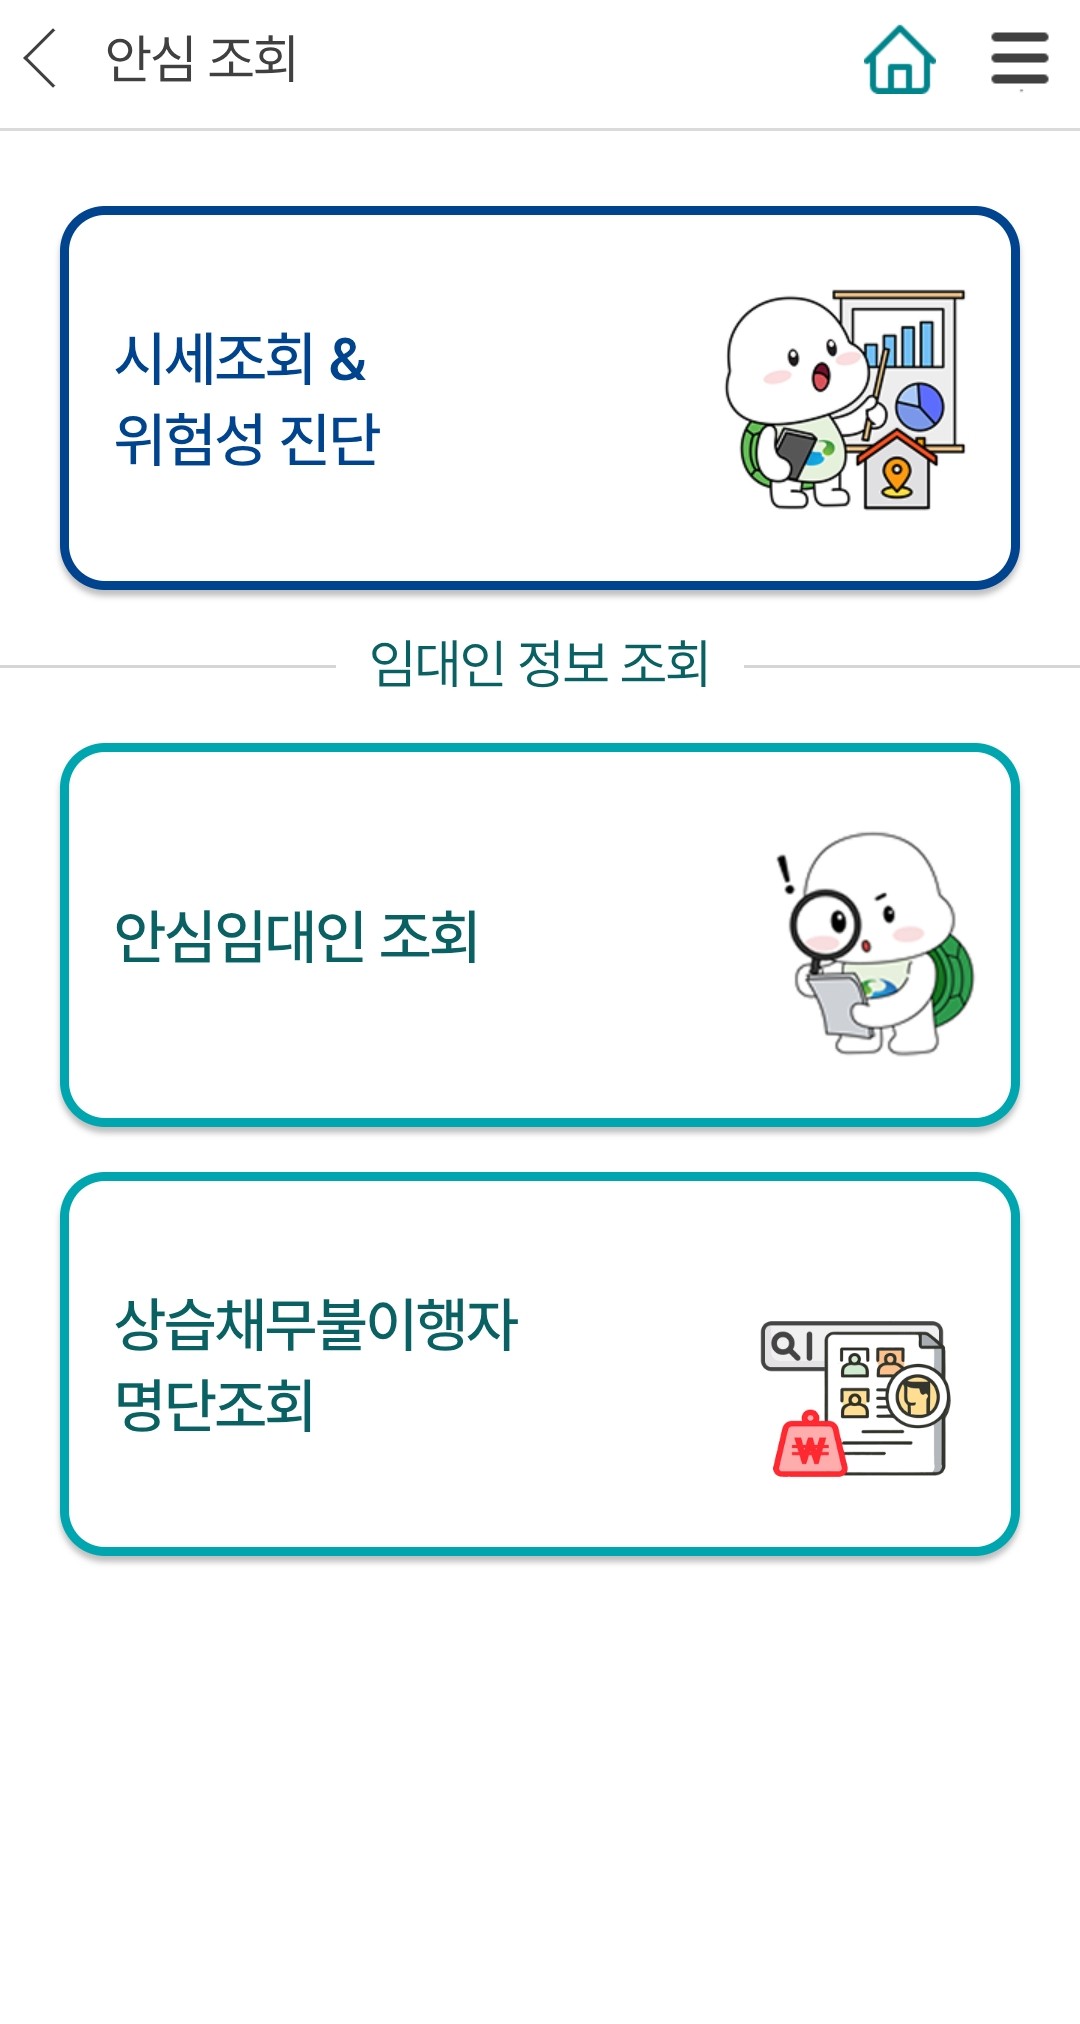 안심 조회
시세조회 &
위험성 진단
임대인 정보 조회
안심임대인 조회
상습채무불이행자
명단조회
₩